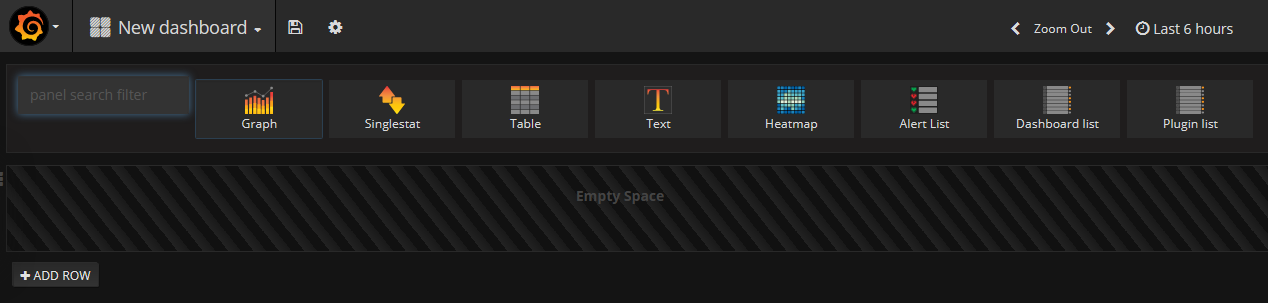 New dashboard
Zoom Out
Last 6 hours
panel search filter
Graph
Singlestat
Table
Text
Heatmap
Alert List
Dashboard list
Plugin list
Empty Space
ADD ROW